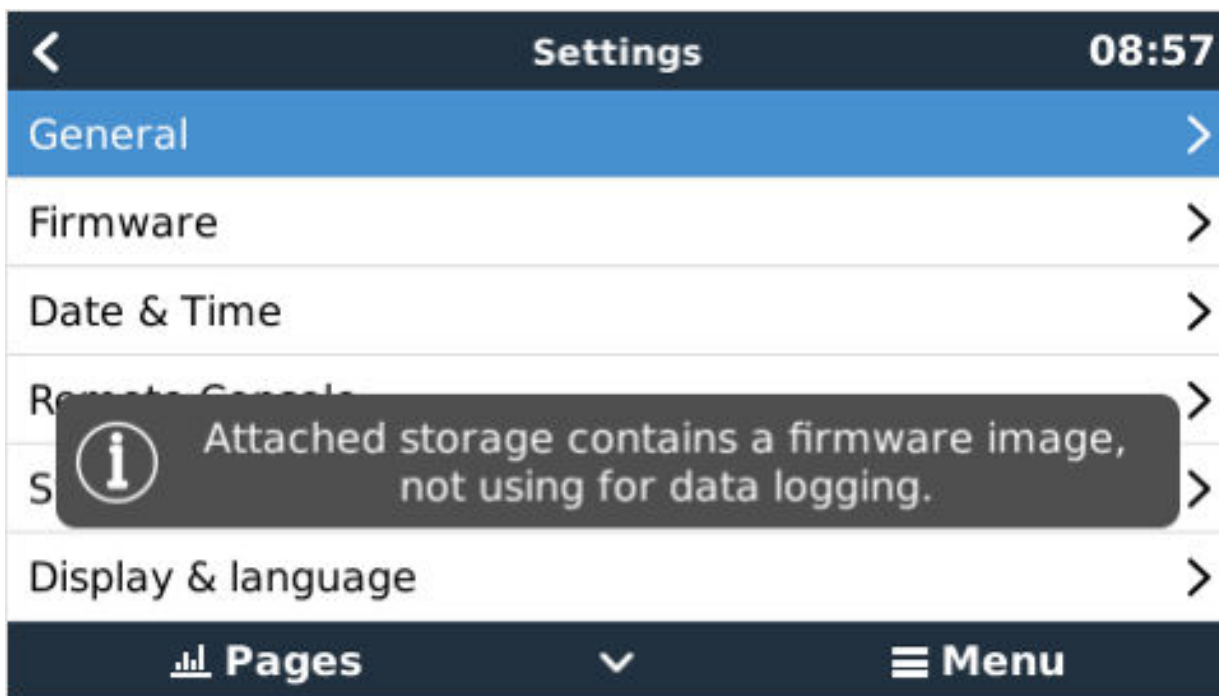 Settings 08:57
General
Firmware
Date & Time
Attached storage contains a firmware image,
not using for data logging.
Display & language
Pages Menu